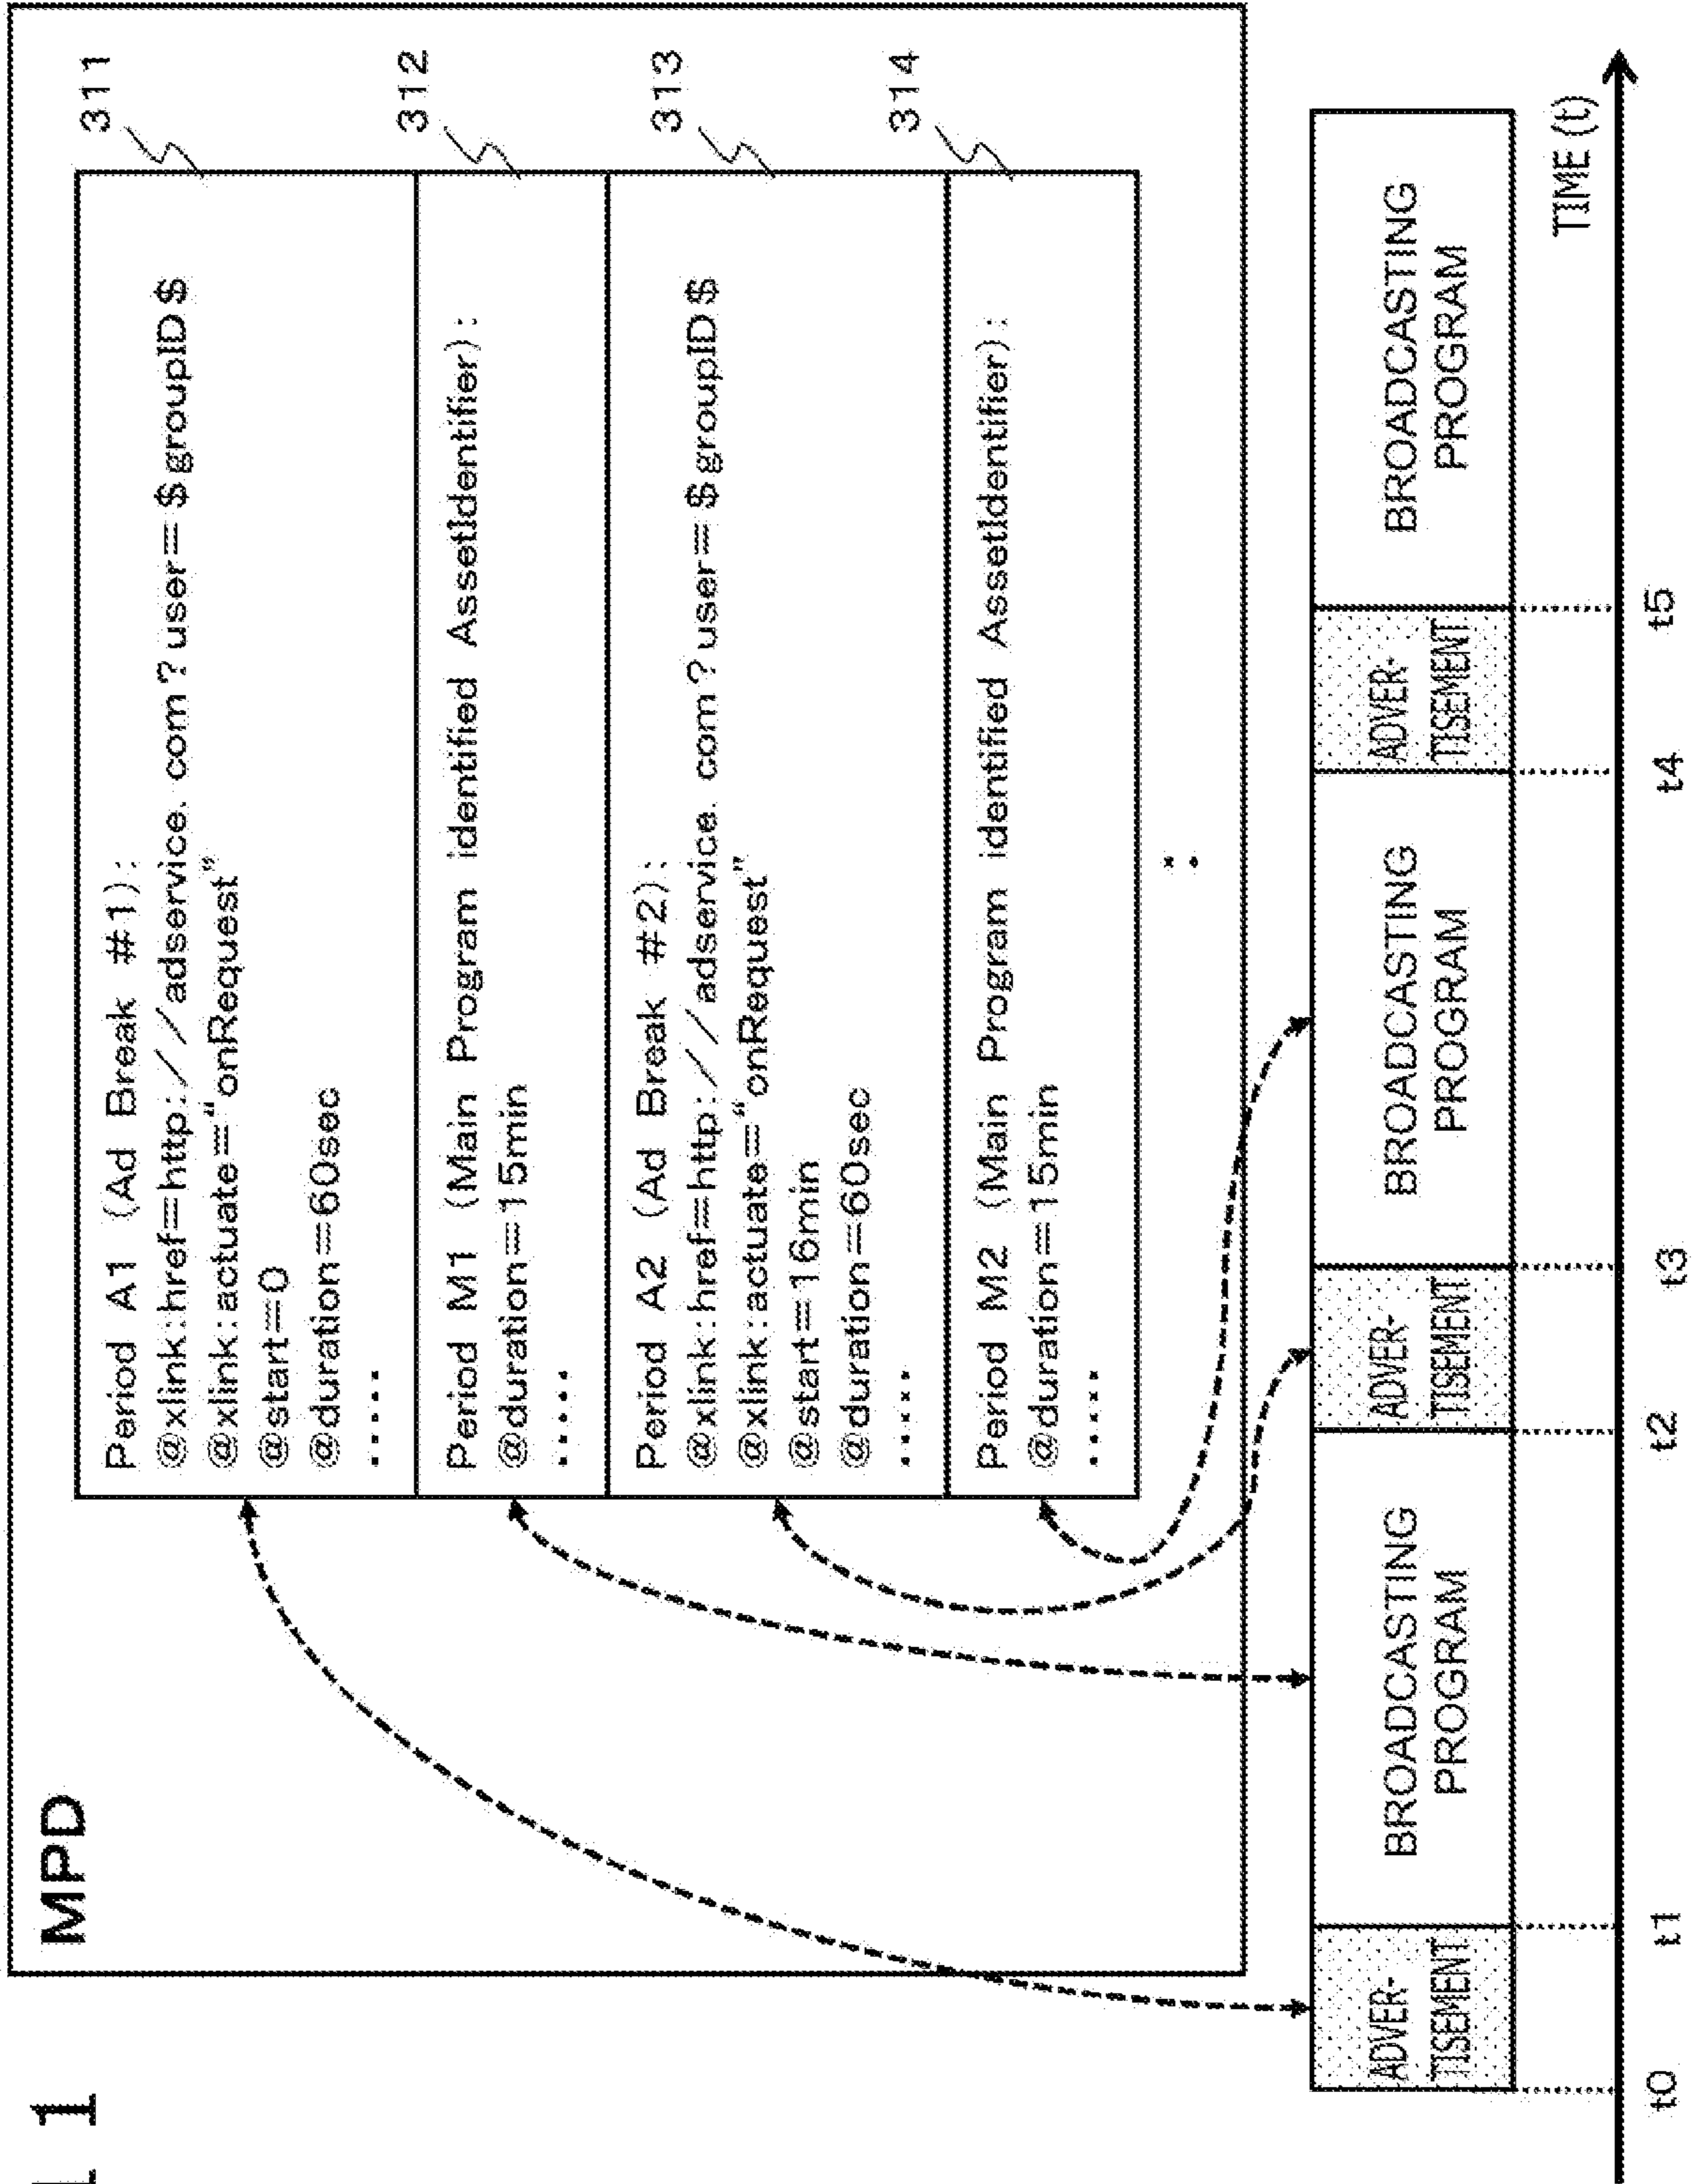 1 1
MPD
Period A1 (Ad Break #1):
@xlink:href=http://adservice.com?user=$groupID$
@xlink:actuate="onRequest"
@start=0
@duration=60sec
.....
311
Period M1 (Main Program identified AssetIdentifier):
@duration=15min
.....
312
Period A2 (Ad Break #2):
@xlink:href=http://adservice.com?user=$groupID$
@xlink:actuate="onRequest"
@start=16min
@duration=60sec
.....
313
Period M2 (Main Program identified AssetIdentifier):
@duration=15min
.....
314
:
ADVER-
TISEMENT
BROADCASTING
PROGRAM
ADVER-
TISEMENT
BROADCASTING
PROGRAM
ADVER-
TISEMENT
BROADCASTING
PROGRAM
TIME (t)
t0
t1
t2
t3
t4
t5